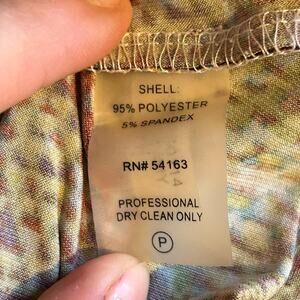 SHELL:
95% POLYESTER
5% SPANDEX
RN# 54163
PROFESSIONAL
DRY CLEAN ONLY
P